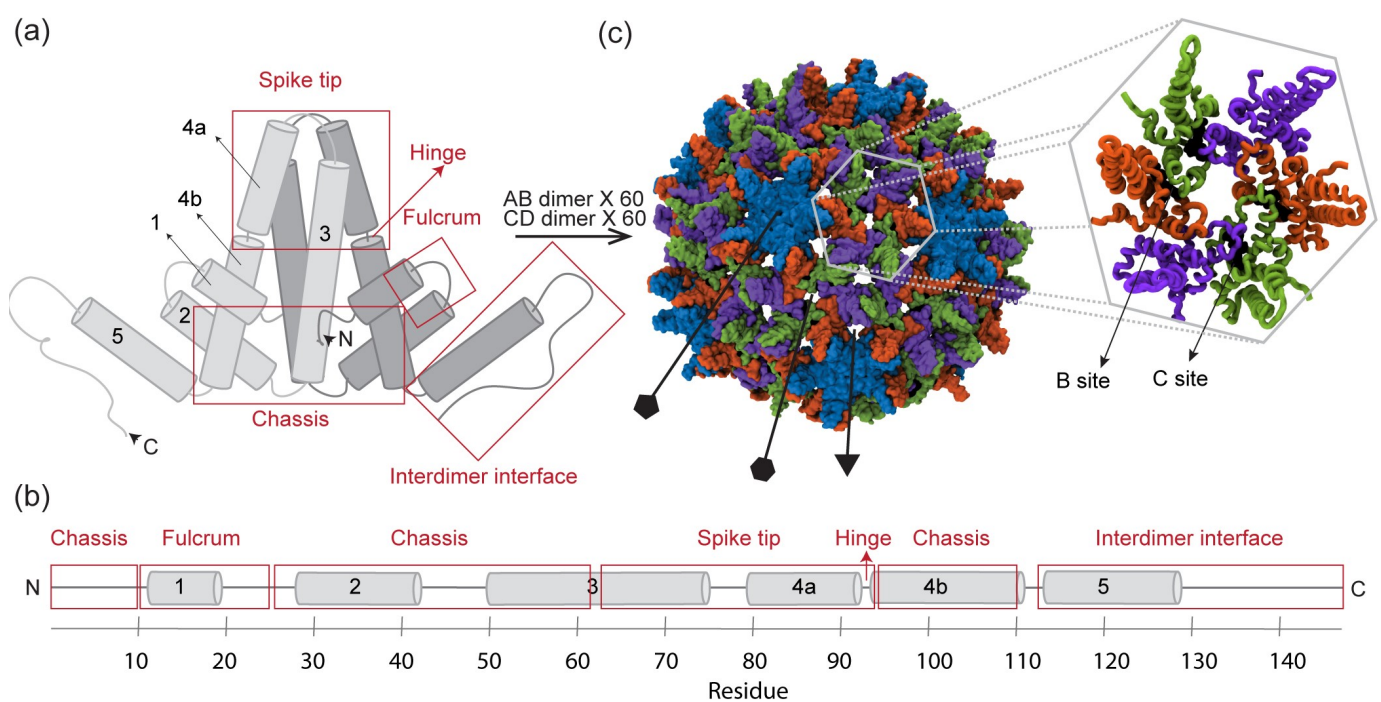 (a)
Spike tip
4a
Hinge
4b
Fulcrum
1
3
2
5
N
Chassis
C
Interdimer interface
AB dimer X 60
CD dimer X 60
(c)
B site
C site
(b)
Chassis
Fulcrum
Chassis
Spike tip
Hinge
Chassis
Interdimer interface
N
1
2
3
4a
4b
5
C
10 20 30 40 50 60 70 80 90 100 110 120 130 140
Residue